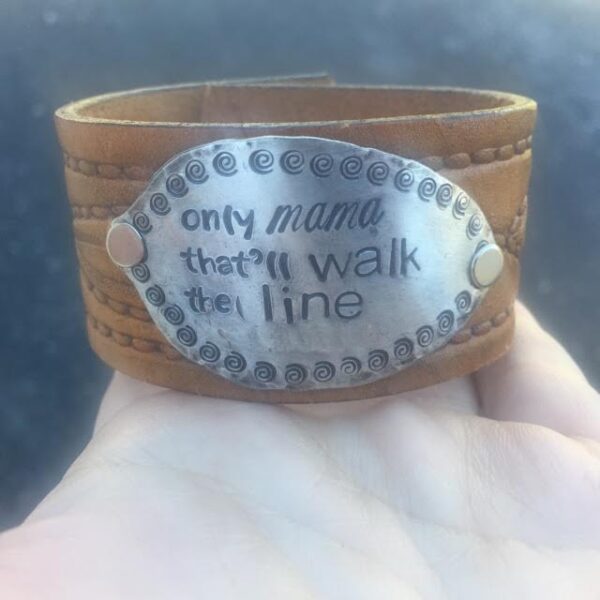 only mama
that'll walk
the line